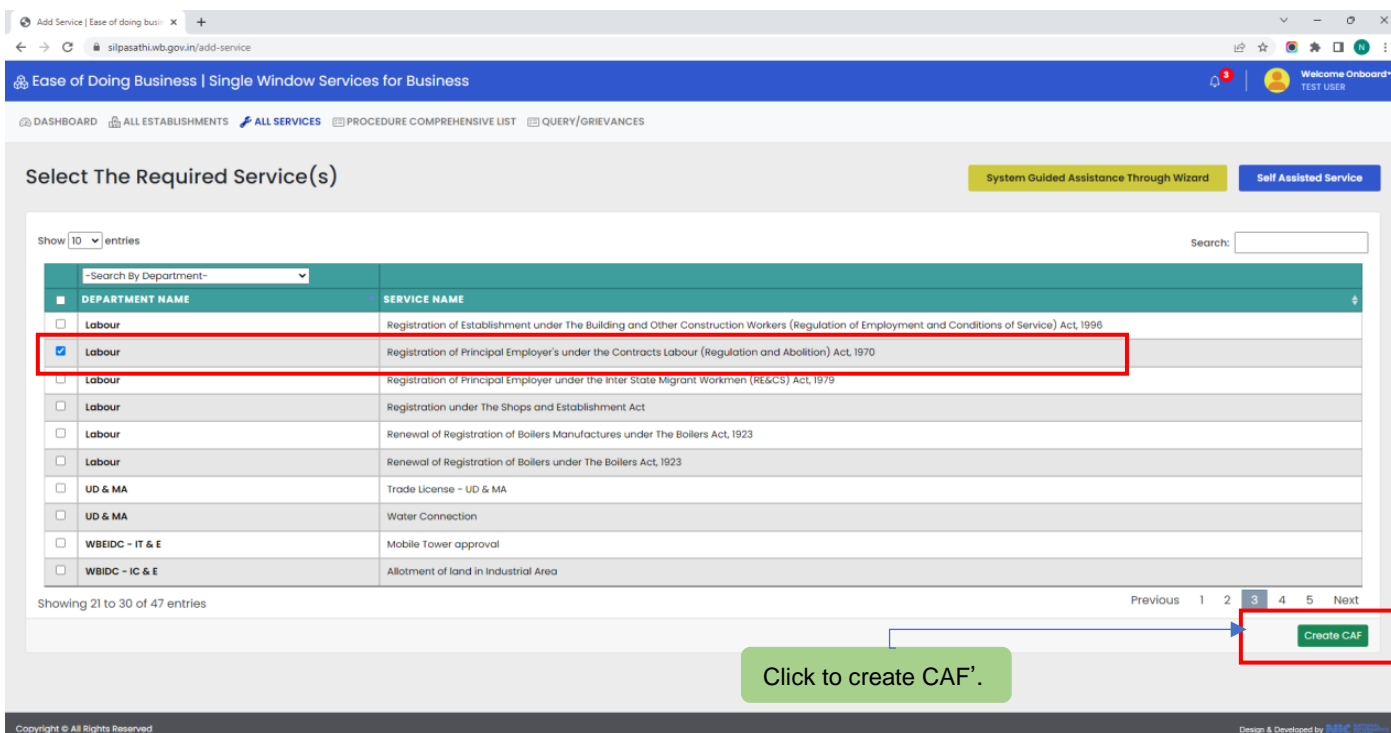 Add Service | Ease of doing busin
silpasathi.wb.gov.in/add-service
N
Ease of Doing Business | Single Window Services for Business
3
Welcome Onboard
TEST USER
DASHBOARD ALL ESTABLISHMENTS ALL SERVICES PROCEDURE COMPREHENSIVE LIST QUERY/GRIEVANCES
Select The Required Service(s)
System Guided Assistance Through Wizard
Self Assisted Service
Show 10 entries
Search:
-Search By Department-
DEPARTMENT NAME SERVICE NAME
Labour Registration of Establishment under The Building and Other Construction Workers (Regulation of Employment and Conditions of Service) Act, 1996
Labour Registration of Principal Employer's under the Contracts Labour (Regulation and Abolition) Act, 1970
Labour Registration of Principal Employer under the Inter State Migrant Workmen (RE&CS) Act, 1979
Labour Registration under The Shops and Establishment Act
Labour Renewal of Registration of Boilers Manufactures under The Boilers Act, 1923
Labour Renewal of Registration of Boilers under The Boilers Act, 1923
UD & MA Trade License - UD & MA
UD & MA Water Connection
WBEIDC - IT & E Mobile Tower approval
WBIDC - IC & E Allotment of land in Industrial Area
Showing 21 to 30 of 47 entries
Previous 1 2 3 4 5 Next
Create CAF
Click to create CAF’.
Copyright © All Rights Reserved
Design & Developed by NIC